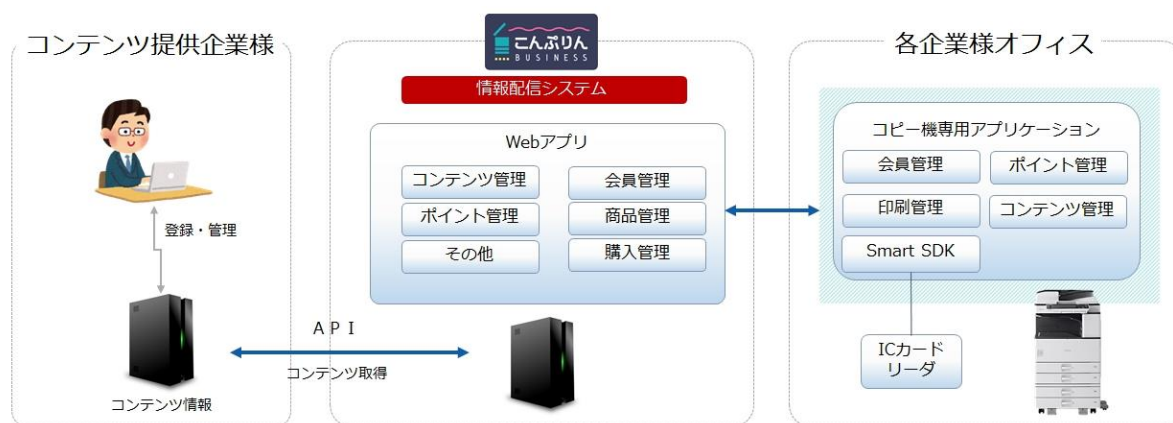 コンテンツ提供企業様
登録・管理
コンテンツ情報
API
コンテンツ取得
こんぷりん
BUSINESS
情報配信システム
Webアプリ
コンテンツ管理
会員管理
ポイント管理
商品管理
その他
購入管理
各企業様オフィス
コピー機専用アプリケーション
会員管理
ポイント管理
印刷管理
コンテンツ管理
Smart SDK
ICカード
リーダ